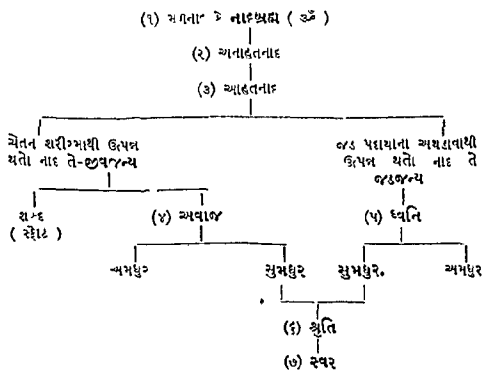 (૧) મળના કે નાદબ્રહ્મ ( ૐ )
(૨) અનાહતનાદ
(૩) આહતનાદ
ચેતન શરીરમાથી ઉત્પન્ન
થતો નાદ તે-જીવજન્ય
જડ પદાર્થાના અથડાવાથી
ઉત્પન્ન થતો નાદ તે
જડજન્ય
શબ્દ
( સ્ફોટ )
(૪) અવાજ
(૫) ધ્વનિ
અમધુર
સુમધુર
સુમધુર.
અમધુર
(૬) શ્રુતિ
(૭) સ્વર